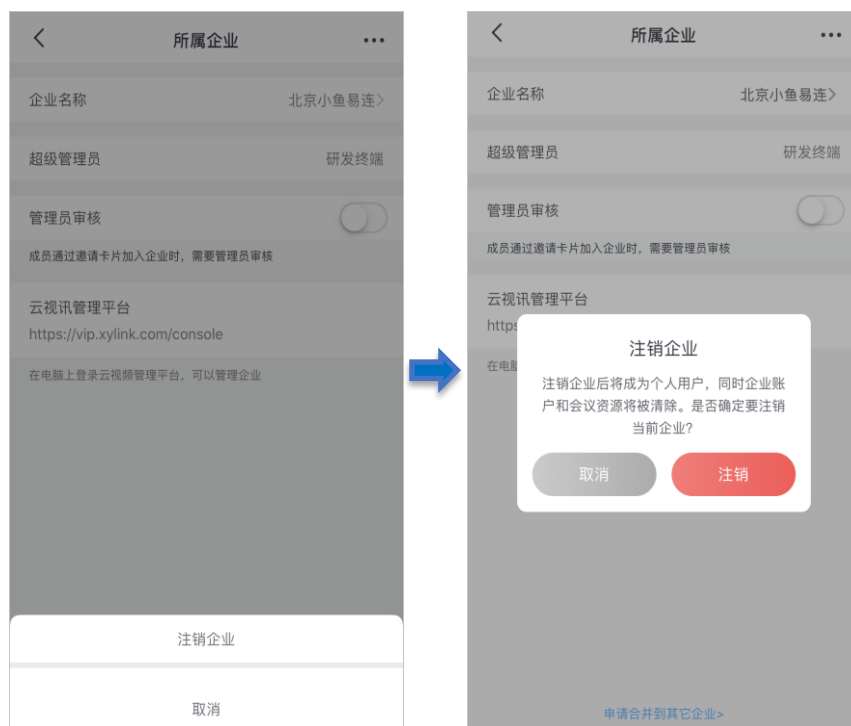 所属企业
企业名称 北京小鱼易连>
超级管理员 研发终端
管理员审核
成员通过邀请卡片加入企业时，需要管理员审核
云视讯管理平台
https://vip.xylink.com/console
在电脑上登录云视频管理平台，可以管理企业
注销企业
取消
所属企业
企业名称 北京小鱼易连>
超级管理员 研发终端
管理员审核
成员通过邀请卡片加入企业时，需要管理员审核
云视讯管理平台
https
在电脑
注销企业
注销企业后将成为个人用户，同时企业账
户和会议资源将被清除。是否确定要注销
当前企业?
取消 注销
申请合并到其它企业>